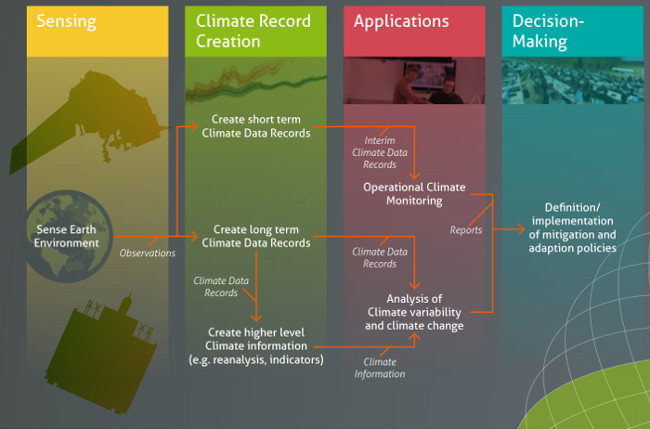 Sensing
Climate Record
Creation
Applications
Decision-
Making
Create short term
Climate Data Records
Interim
Climate Data
Records
Operational Climate
Monitoring
Sense Earth
Environment
Observations
Create long term
Climate Data Records
Climate Data
Records
Reports
Definition/
implementation
of mitigation and
adaption policies
Climate Data
Records
Analysis of
Climate variability
and climate change
Create higher level
Climate information
(e.g. reanalysis, indicators)
Climate
Information